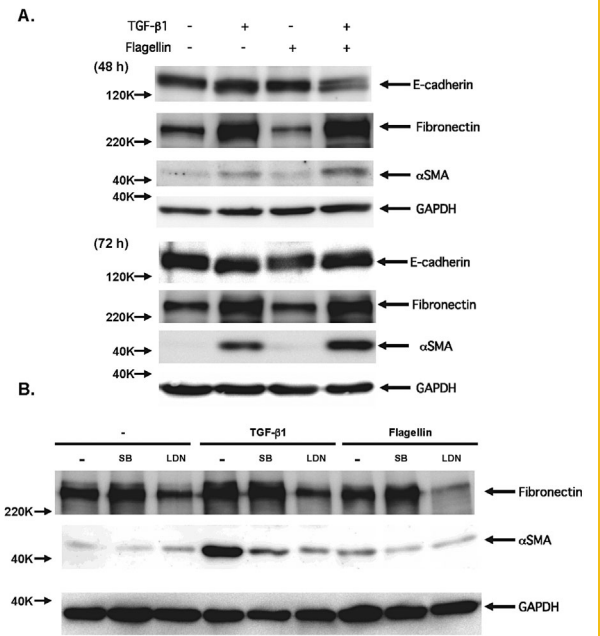 A.
TGF-β1 - + - +
Flagellin - - + +
(48 h)
E-cadherin
120K
Fibronectin
220K
αSMA
40K
40K
GAPDH
(72 h)
E-cadherin
120K
Fibronectin
220K
αSMA
40K
40K
GAPDH
B.
- TGF-β1 Flagellin
- SB LDN - SB LDN - SB LDN
Fibronectin
220K
αSMA
40K
40K
GAPDH